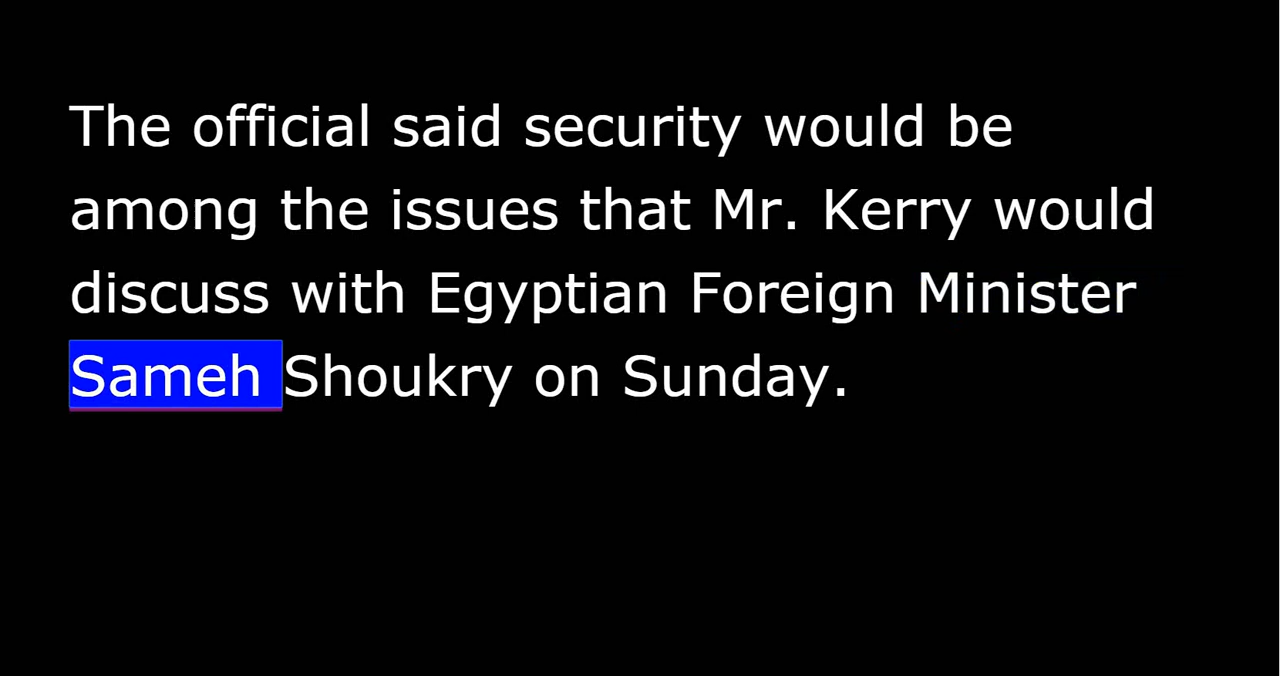 The official said security would be
among the issues that Mr. Kerry would
discuss with Egyptian Foreign Minister
Sameh Shoukry on Sunday.